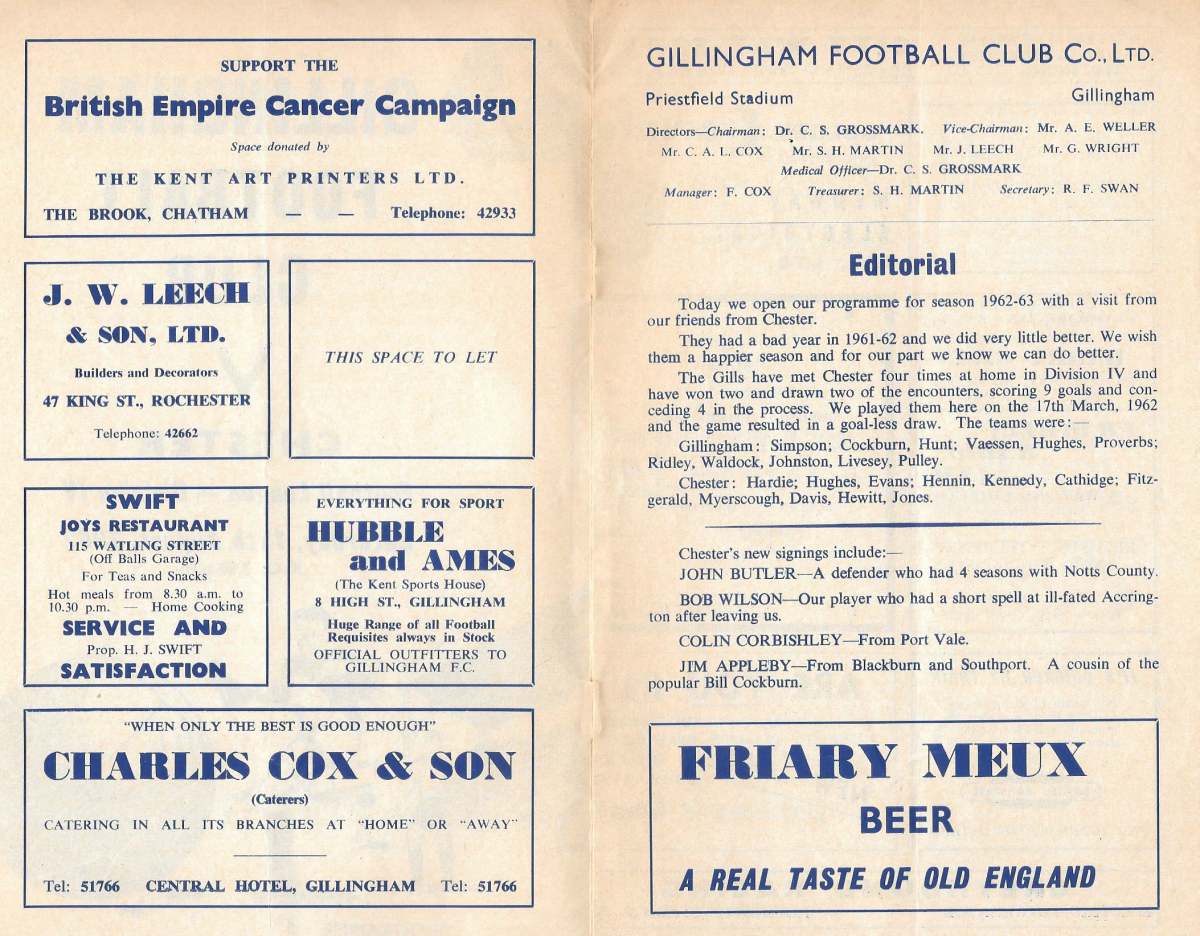 SUPPORT THE
British Empire Cancer Campaign
Space donated by
THE KENT ART PRINTERS LTD.
THE BROOK, CHATHAM — — Telephone: 42933
J. W. LEECH
& SON, LTD.
Builders and Decorators
47 KING ST., ROCHESTER
Telephone: 42662
THIS SPACE TO LET
SWIFT
JOYS RESTAURANT
115 WATLING STREET
(Off Balls Garage)
For Teas and Snacks
Hot meals from 8.30 a.m. to
10.30 p.m. — Home Cooking
SERVICE AND
Prop. H. J. SWIFT
SATISFACTION
EVERYTHING FOR SPORT
HUBBLE
and AMES
(The Kent Sports House)
8 HIGH ST., GILLINGHAM
Huge Range of all Football
Requisites always in Stock
OFFICIAL OUTFITTERS TO
GILLINGHAM F.C.
"WHEN ONLY THE BEST IS GOOD ENOUGH"
CHARLES COX & SON
(Caterers)
CATERING IN ALL ITS BRANCHES AT "HOME" OR "AWAY"
Tel: 51766 CENTRAL HOTEL, GILLINGHAM Tel: 51766
GILLINGHAM FOOTBALL CLUB Co., LTD.
Priestfield Stadium Gillingham
Directors—Chairman: Dr. C. S. GROSSMARK. Vice-Chairman: Mr. A. E. WELLER
Mr. C. A. L. COX Mr. S. H. MARTIN Mr. J. LEECH Mr. G. WRIGHT
Medical Officer—Dr. C. S. GROSSMARK
Manager: F. COX Treasurer: S. H. MARTIN Secretary: R. F. SWAN
Editorial
Today we open our programme for season 1962-63 with a visit from
our friends from Chester.
They had a bad year in 1961-62 and we did very little better. We wish
them a happier season and for our part we know we can do better.
The Gills have met Chester four times at home in Division IV and
have won two and drawn two of the encounters, scoring 9 goals and con-
ceding 4 in the process. We played them here on the 17th March, 1962
and the game resulted in a goal-less draw. The teams were:—
Gillingham: Simpson; Cockburn, Hunt; Vaessen, Hughes, Proverbs;
Ridley, Waldock, Johnston, Livesey, Pulley.
Chester: Hardie; Hughes, Evans; Hennin, Kennedy, Cathidge; Fitz-
gerald, Myerscough, Davis, Hewitt, Jones.
Chester's new signings include:—
JOHN BUTLER—A defender who had 4 seasons with Notts County.
BOB WILSON—Our player who had a short spell at ill-fated Accring-
ton after leaving us.
COLIN CORBISHLEY—From Port Vale.
JIM APPLEBY—From Blackburn and Southport. A cousin of the
popular Bill Cockburn.
FRIARY MEUX
BEER
A REAL TASTE OF OLD ENGLAND